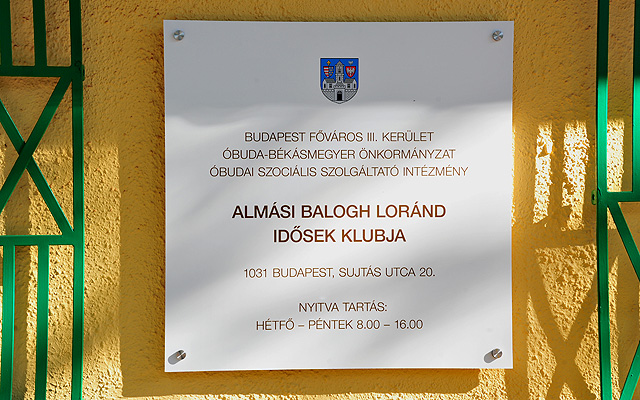 BUDAPEST FŐVÁROS III. KERÜLET
ÓBUDA-BÉKÁSMEGYER ÖNKORMÁNYZAT
ÓBUDAI SZOCIÁLIS SZOLGÁLTATÓ INTÉZMÉNY
ALMÁSI BALOGH LORÁND
IDŐSEK KLUBJA
1031 BUDAPEST, SUJTÁS UTCA 20.
NYITVA TARTÁS:
HÉTFŐ – PÉNTEK 8.00 – 16.00